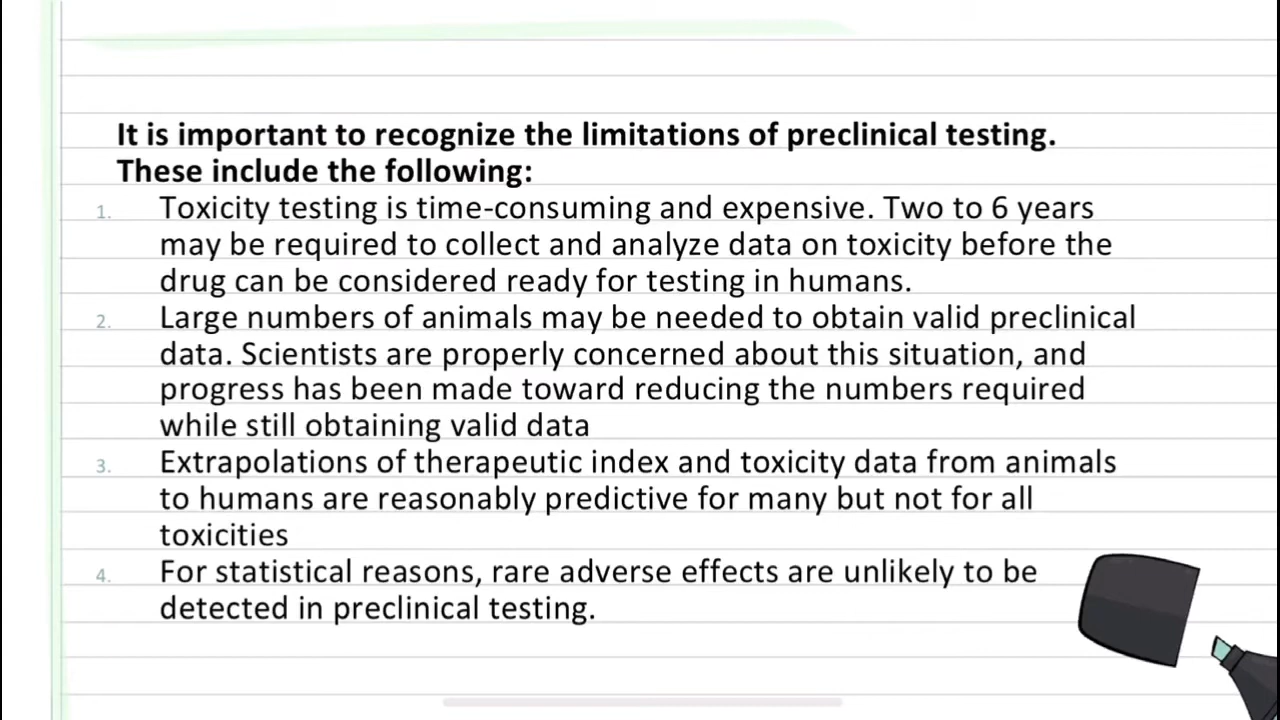 It is important to recognize the limitations of preclinical testing.
These include the following:
1. Toxicity testing is time-consuming and expensive. Two to 6 years
may be required to collect and analyze data on toxicity before the
drug can be considered ready for testing in humans.
2. Large numbers of animals may be needed to obtain valid preclinical
data. Scientists are properly concerned about this situation, and
progress has been made toward reducing the numbers required
while still obtaining valid data
3. Extrapolations of therapeutic index and toxicity data from animals
to humans are reasonably predictive for many but not for all
toxicities
4. For statistical reasons, rare adverse effects are unlikely to be
detected in preclinical testing.